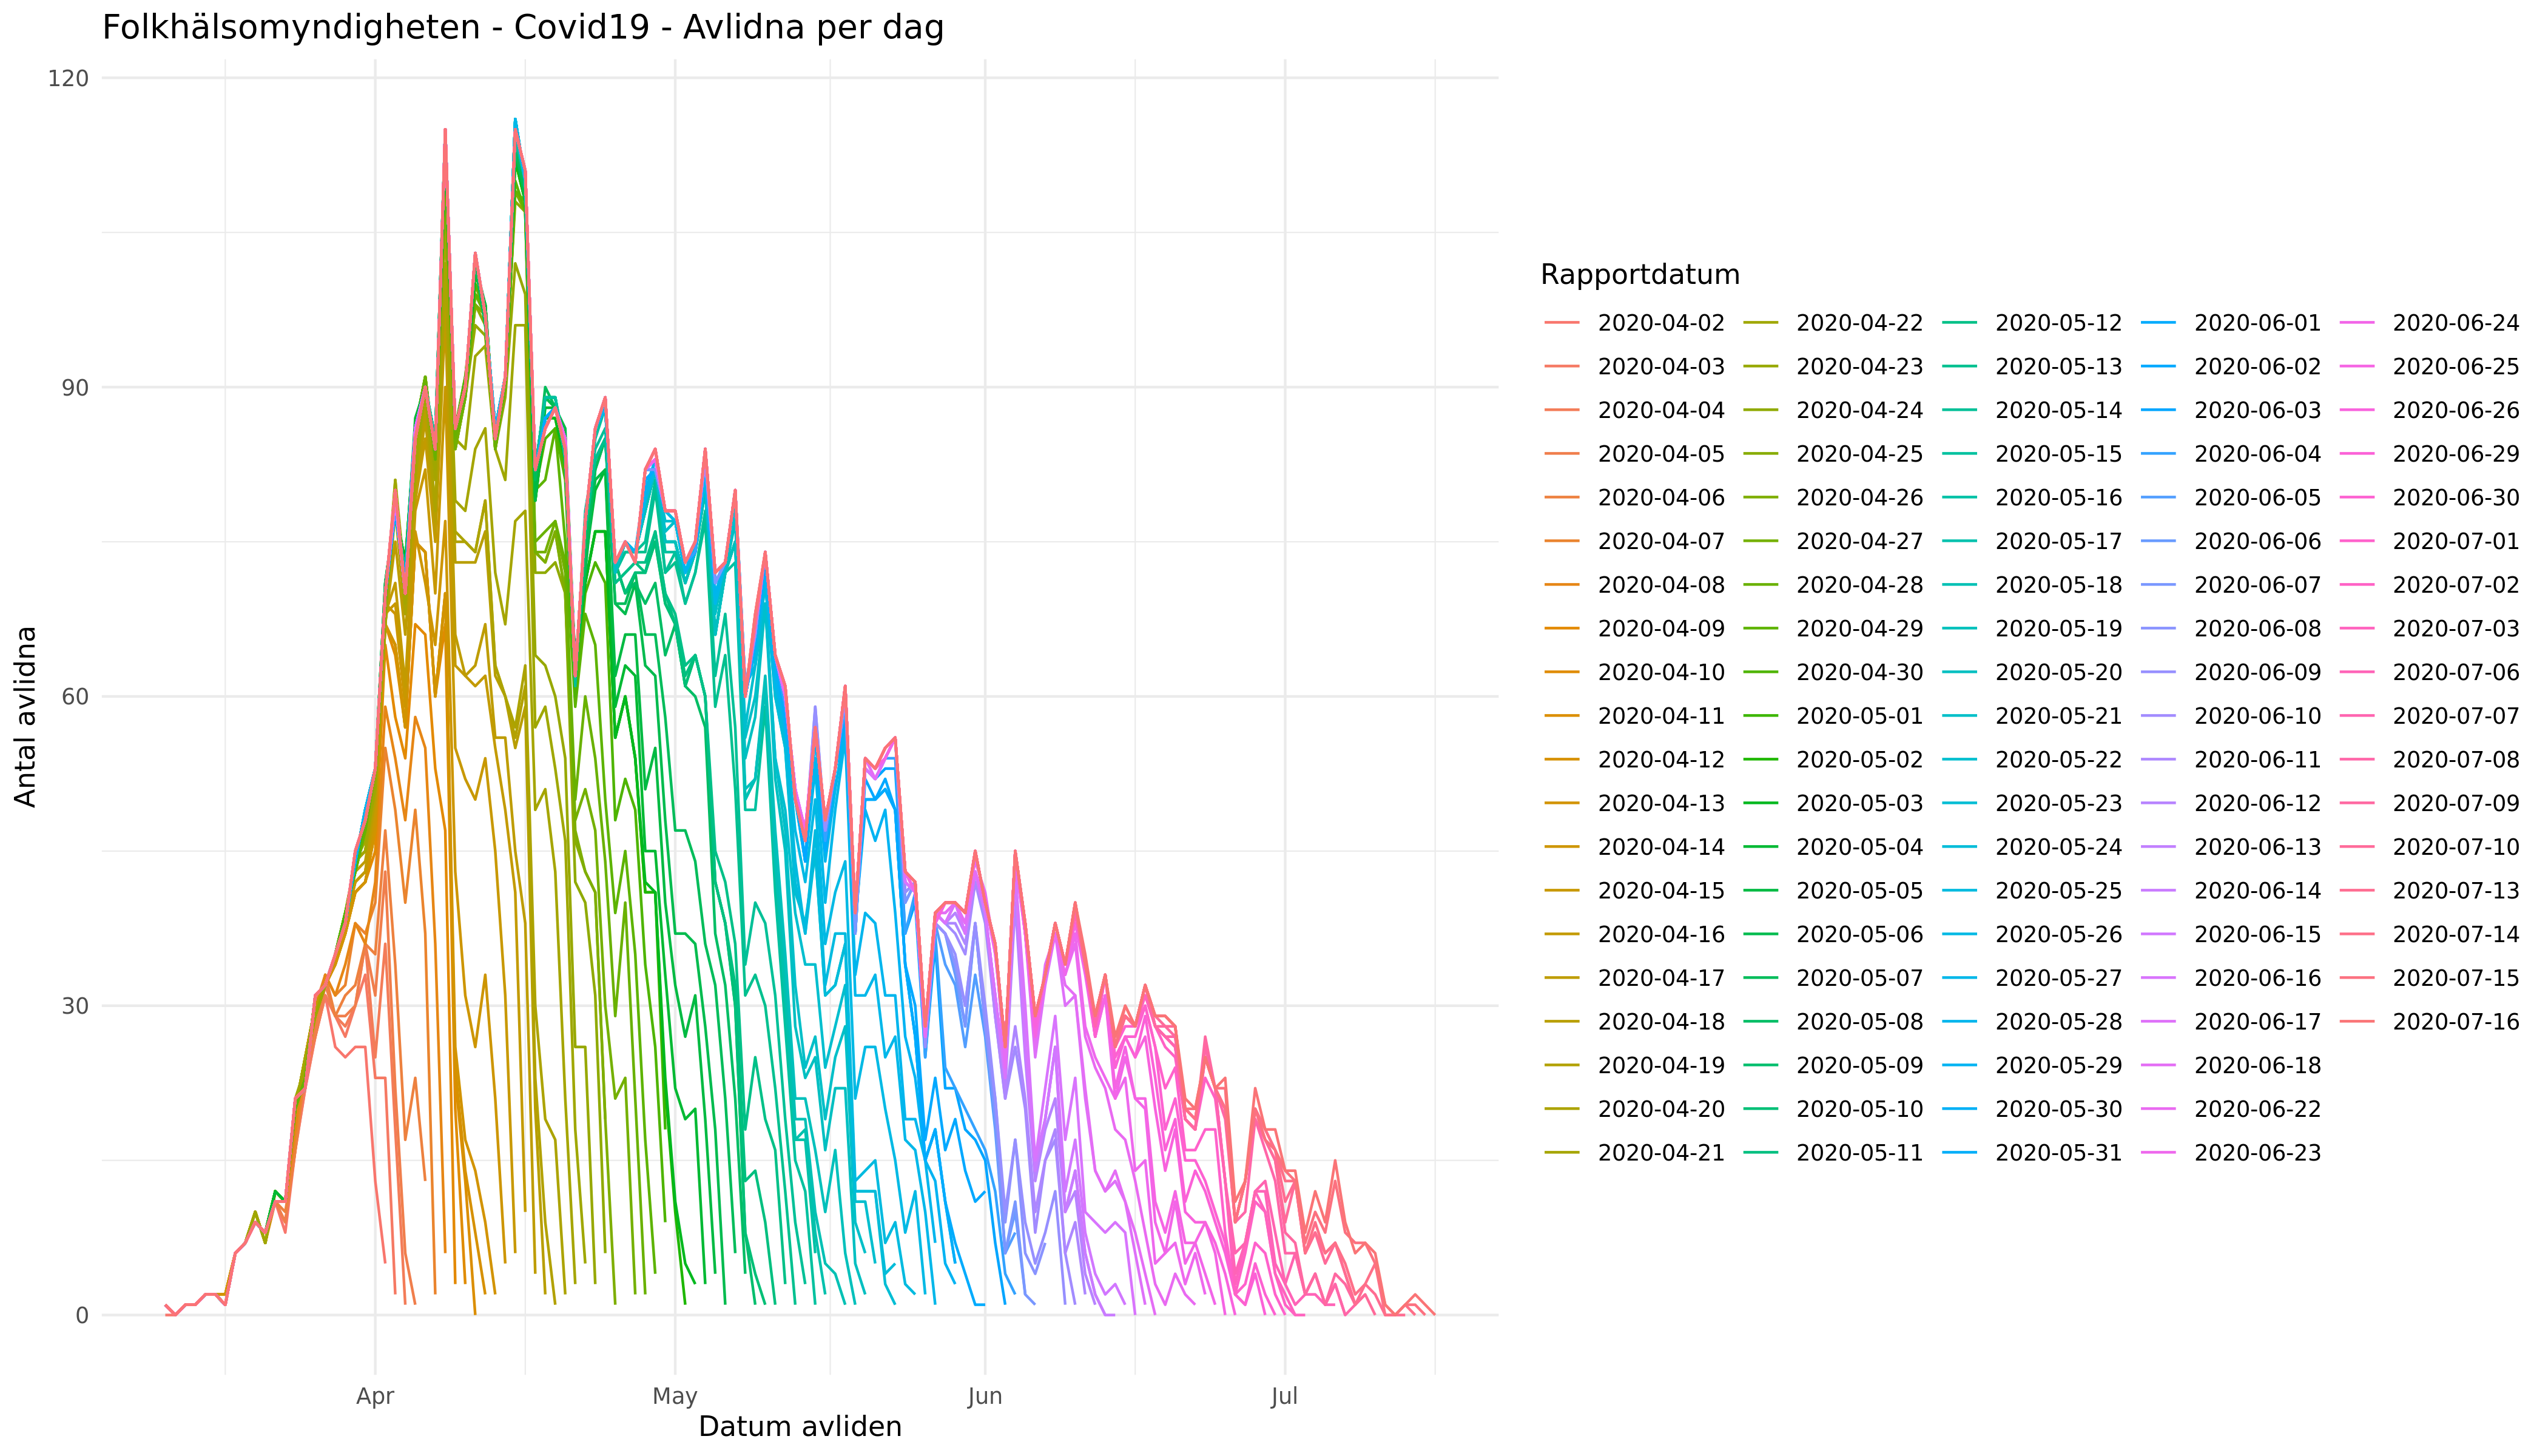 Folkhälsomyndigheten - Covid19 - Avlidna per dag
120
90
60
30
0
Antal avlidna
Apr May Jun Jul
Datum avliden
Rapportdatum
2020-04-02 2020-04-22 2020-05-12 2020-06-01 2020-06-24
2020-04-03 2020-04-23 2020-05-13 2020-06-02 2020-06-25
2020-04-04 2020-04-24 2020-05-14 2020-06-03 2020-06-26
2020-04-05 2020-04-25 2020-05-15 2020-06-04 2020-06-29
2020-04-06 2020-04-26 2020-05-16 2020-06-05 2020-06-30
2020-04-07 2020-04-27 2020-05-17 2020-06-06 2020-07-01
2020-04-08 2020-04-28 2020-05-18 2020-06-07 2020-07-02
2020-04-09 2020-04-29 2020-05-19 2020-06-08 2020-07-03
2020-04-10 2020-04-30 2020-05-20 2020-06-09 2020-07-06
2020-04-11 2020-05-01 2020-05-21 2020-06-10 2020-07-07
2020-04-12 2020-05-02 2020-05-22 2020-06-11 2020-07-08
2020-04-13 2020-05-03 2020-05-23 2020-06-12 2020-07-09
2020-04-14 2020-05-04 2020-05-24 2020-06-13 2020-07-10
2020-04-15 2020-05-05 2020-05-25 2020-06-14 2020-07-13
2020-04-16 2020-05-06 2020-05-26 2020-06-15 2020-07-14
2020-04-17 2020-05-07 2020-05-27 2020-06-16 2020-07-15
2020-04-18 2020-05-08 2020-05-28 2020-06-17 2020-07-16
2020-04-19 2020-05-09 2020-05-29 2020-06-18
2020-04-20 2020-05-10 2020-05-30 2020-06-22
2020-04-21 2020-05-11 2020-05-31 2020-06-23